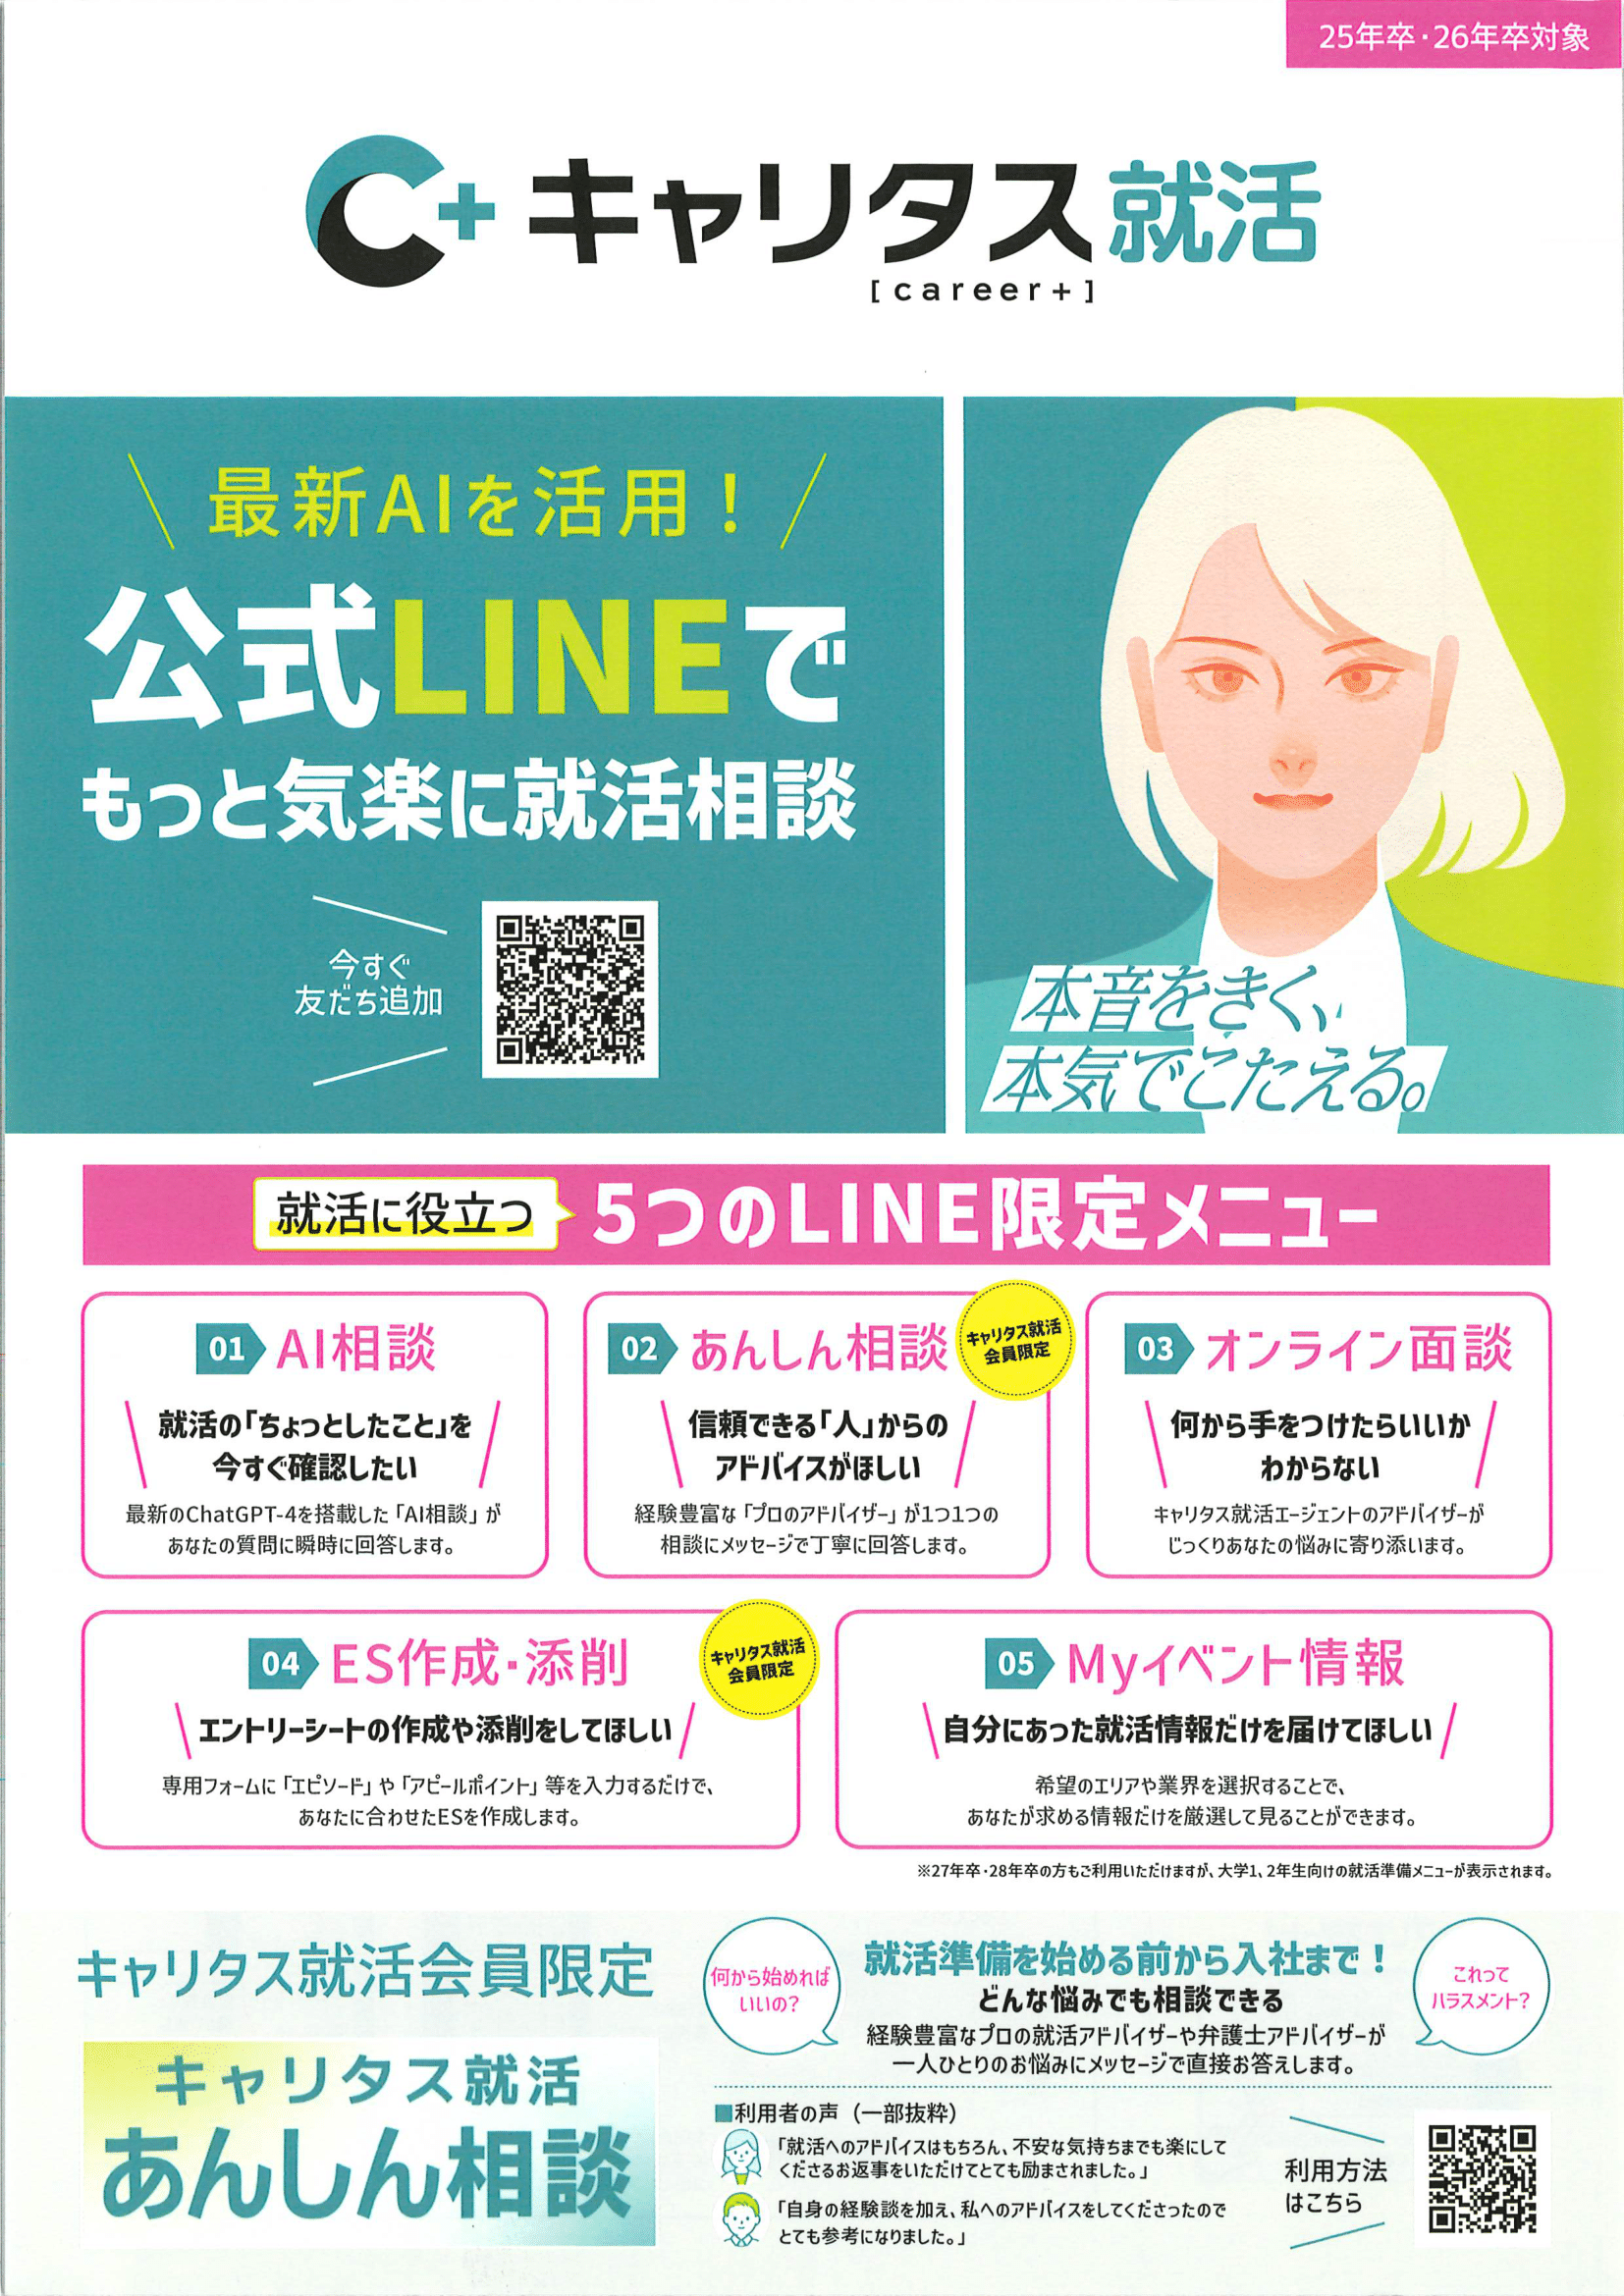 25年卒・26年卒対象
C+ キャリタス就活
[career+]
最新AIを活用！
公式LINEで
もっと気楽に就活相談
今すぐ
友だち追加
本音をきく、
本気でこたえる。
就活に役立つ 5つのLINE限定メニュー
01 AI相談
就活の「ちょっとしたこと」を
今すぐ確認したい
最新のChatGPT-4を搭載した「AI相談」が
あなたの質問に瞬時に回答します。
02 あんしん相談
キャリタス就活
会員限定
信頼できる「人」からの
アドバイスがほしい
経験豊富な「プロのアドバイザー」が1つ1つの
相談にメッセージで丁寧に回答します。
03 オンライン面談
何から手をつけたらいいか
わからない
キャリタス就活エージェントのアドバイザーが
じっくりあなたの悩みに寄り添います。
04 ES作成・添削
キャリタス就活
会員限定
エントリーシートの作成や添削をしてほしい
専用フォームに「エピソード」や「アピールポイント」等を入力するだけで、
あなたに合わせたESを作成します。
05 Myイベント情報
自分にあった就活情報だけを届けてほしい
希望のエリアや業界を選択することで、
あなたが求める情報だけを厳選して見ることができます。
※27年卒・28年卒の方もご利用いただけますが、大学1、2年生向けの就活準備メニューが表示されます。
キャリタス就活会員限定
キャリタス就活
あんしん相談
何から始めれば
いいの？
就活準備を始める前から入社まで！
どんな悩みでも相談できる
経験豊富なプロの就活アドバイザーや弁護士アドバイザーが
一人ひとりのお悩みにメッセージで直接お答えします。
これって
ハラスメント？
■利用者の声（一部抜粋）
「就活へのアドバイスはもちろん、不安な気持ちまでも楽にして
くださるお返事をいただけてとても励まされました。」
「自身の経験談を加え、私へのアドバイスをしてくださったので
とても参考になりました。」
利用方法
はこちら